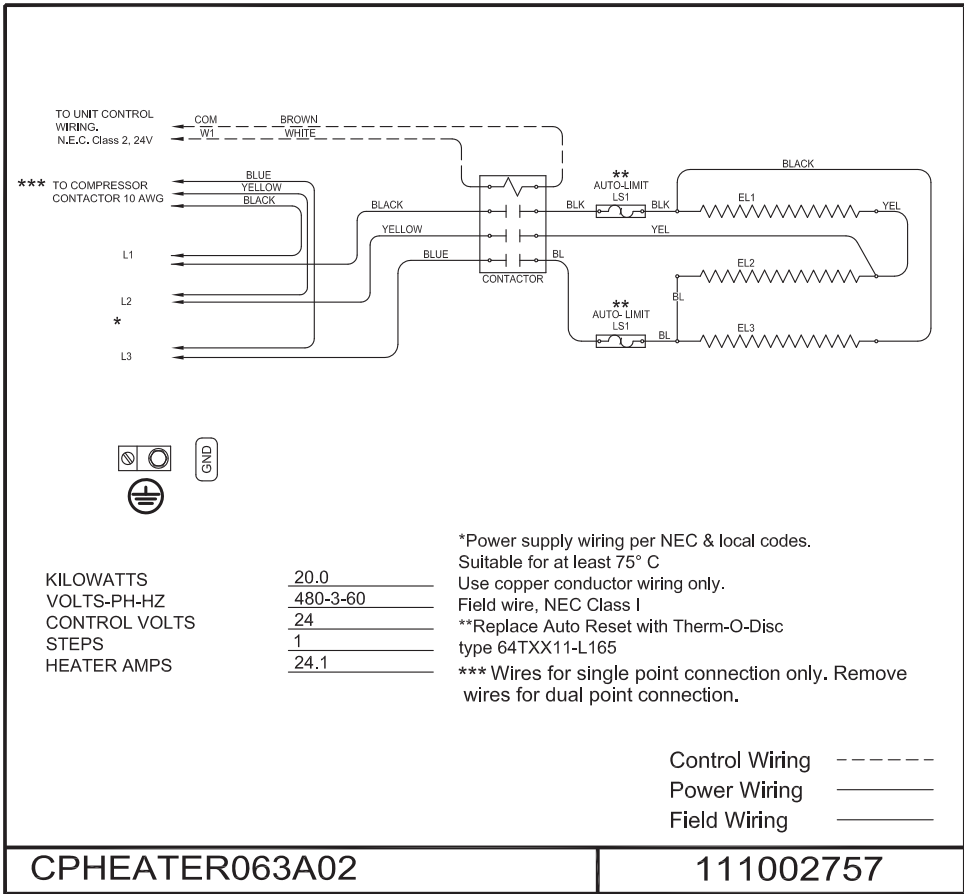 TO UNIT CONTROL
WIRING.
N.E.C. Class 2, 24V
COM
BROWN
W1
WHITE
*** TO COMPRESSOR
CONTACTOR 10 AWG
BLUE
YELLOW
BLACK
BLACK
YELLOW
BLUE
L1
L2
*
L3
CONTACTOR
BLK
**
AUTO-LIMIT
LS1
BLK
BLACK
EL1
YEL
YEL
EL2
BL
BL
**
AUTO- LIMIT
LS1
BL
EL3
GND
KILOWATTS 20.0
VOLTS-PH-HZ 480-3-60
CONTROL VOLTS 24
STEPS 1
HEATER AMPS 24.1
*Power supply wiring per NEC & local codes.
Suitable for at least 75° C
Use copper conductor wiring only.
Field wire, NEC Class I
**Replace Auto Reset with Therm-O-Disc
type 64TXX11-L165
*** Wires for single point connection only. Remove
wires for dual point connection.
Control Wiring
Power Wiring
Field Wiring
CPHEATER063A02
111002757